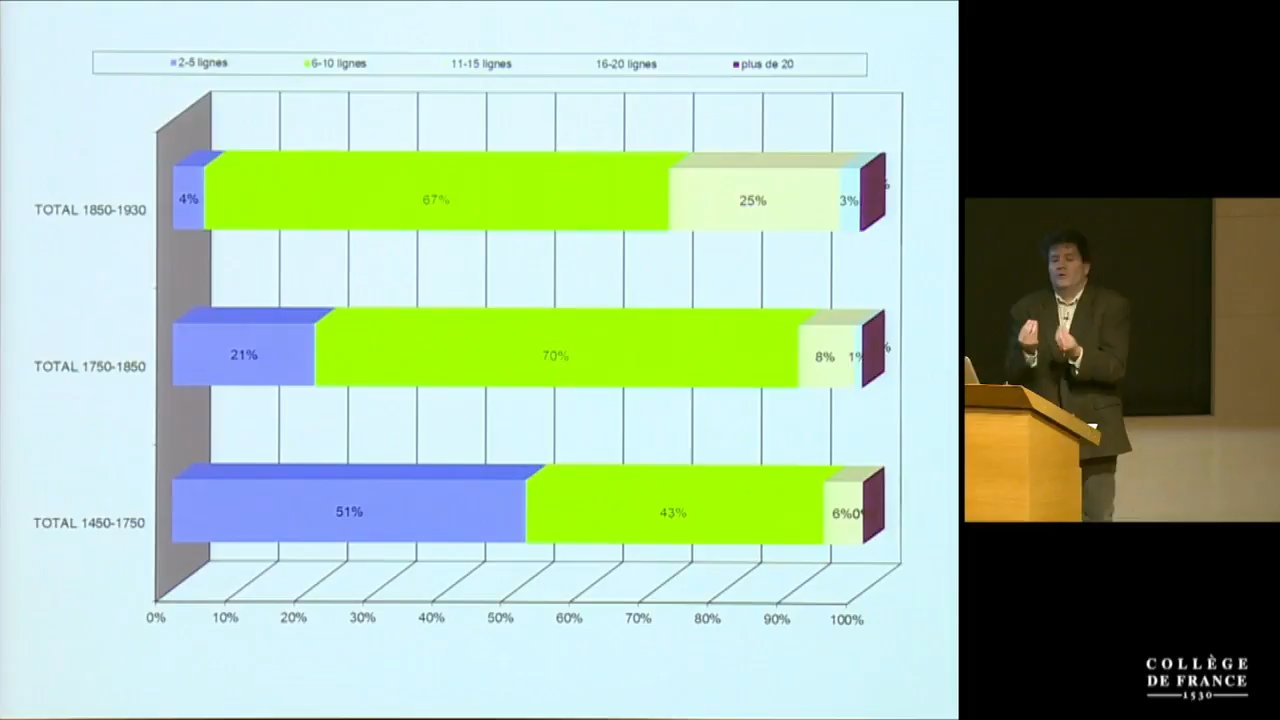 2-5 lignes 6-10 lignes 11-15 lignes 16-20 lignes plus de 20
TOTAL 1850-1930
4% 67% 25% 3%
TOTAL 1750-1850
21% 70% 8% 1%
TOTAL 1450-1750
51% 43% 6%
0% 10% 20% 30% 40% 50% 60% 70% 80% 90% 100%
COLLÈGE
DE FRANCE
1530